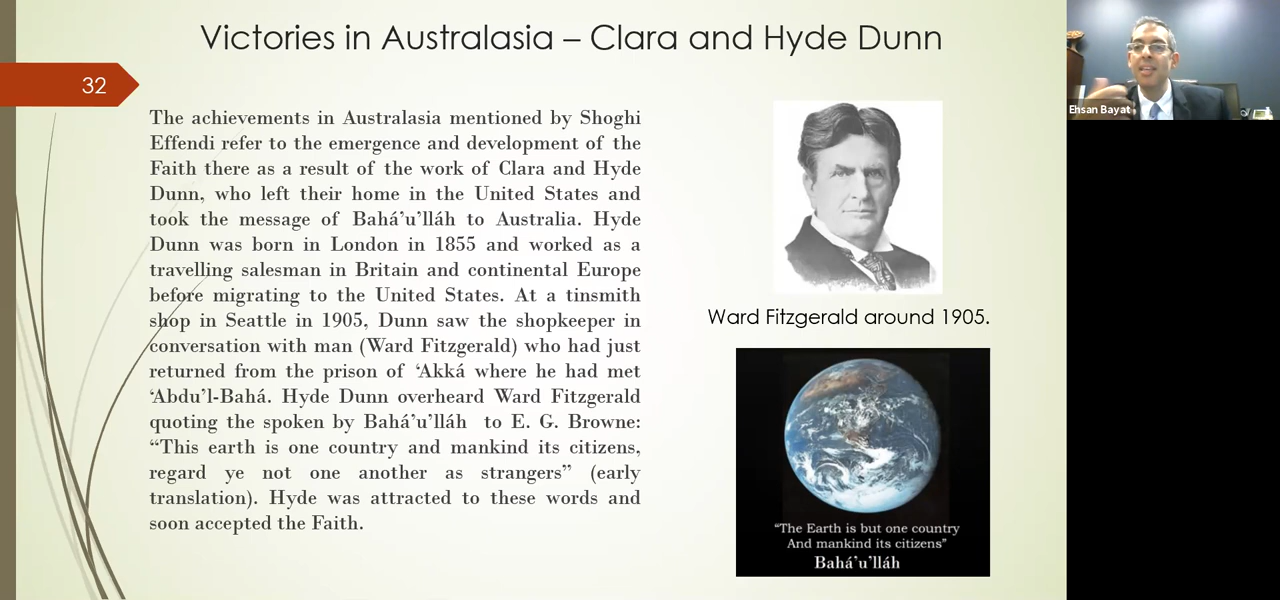 Victories in Australasia – Clara and Hyde Dunn
32
The achievements in Australasia mentioned by Shoghi
Effendi refer to the emergence and development of the
Faith there as a result of the work of Clara and Hyde
Dunn, who left their home in the United States and
took the message of Bahá’u’lláh to Australia. Hyde
Dunn was born in London in 1855 and worked as a
travelling salesman in Britain and continental Europe
before migrating to the United States. At a tinsmith
shop in Seattle in 1905, Dunn saw the shopkeeper in
conversation with man (Ward Fitzgerald) who had just
returned from the prison of ‘Akká where he had met
‘Abdu’l-Bahá. Hyde Dunn overheard Ward Fitzgerald
quoting the spoken by Bahá’u’lláh to E. G. Browne:
“This earth is one country and mankind its citizens,
regard ye not one another as strangers” (early
translation). Hyde was attracted to these words and
soon accepted the Faith.
Ward Fitzgerald around 1905.
“The Earth is but one country
And mankind its citizens”
Bahá’u’lláh
Ehsan Bayat